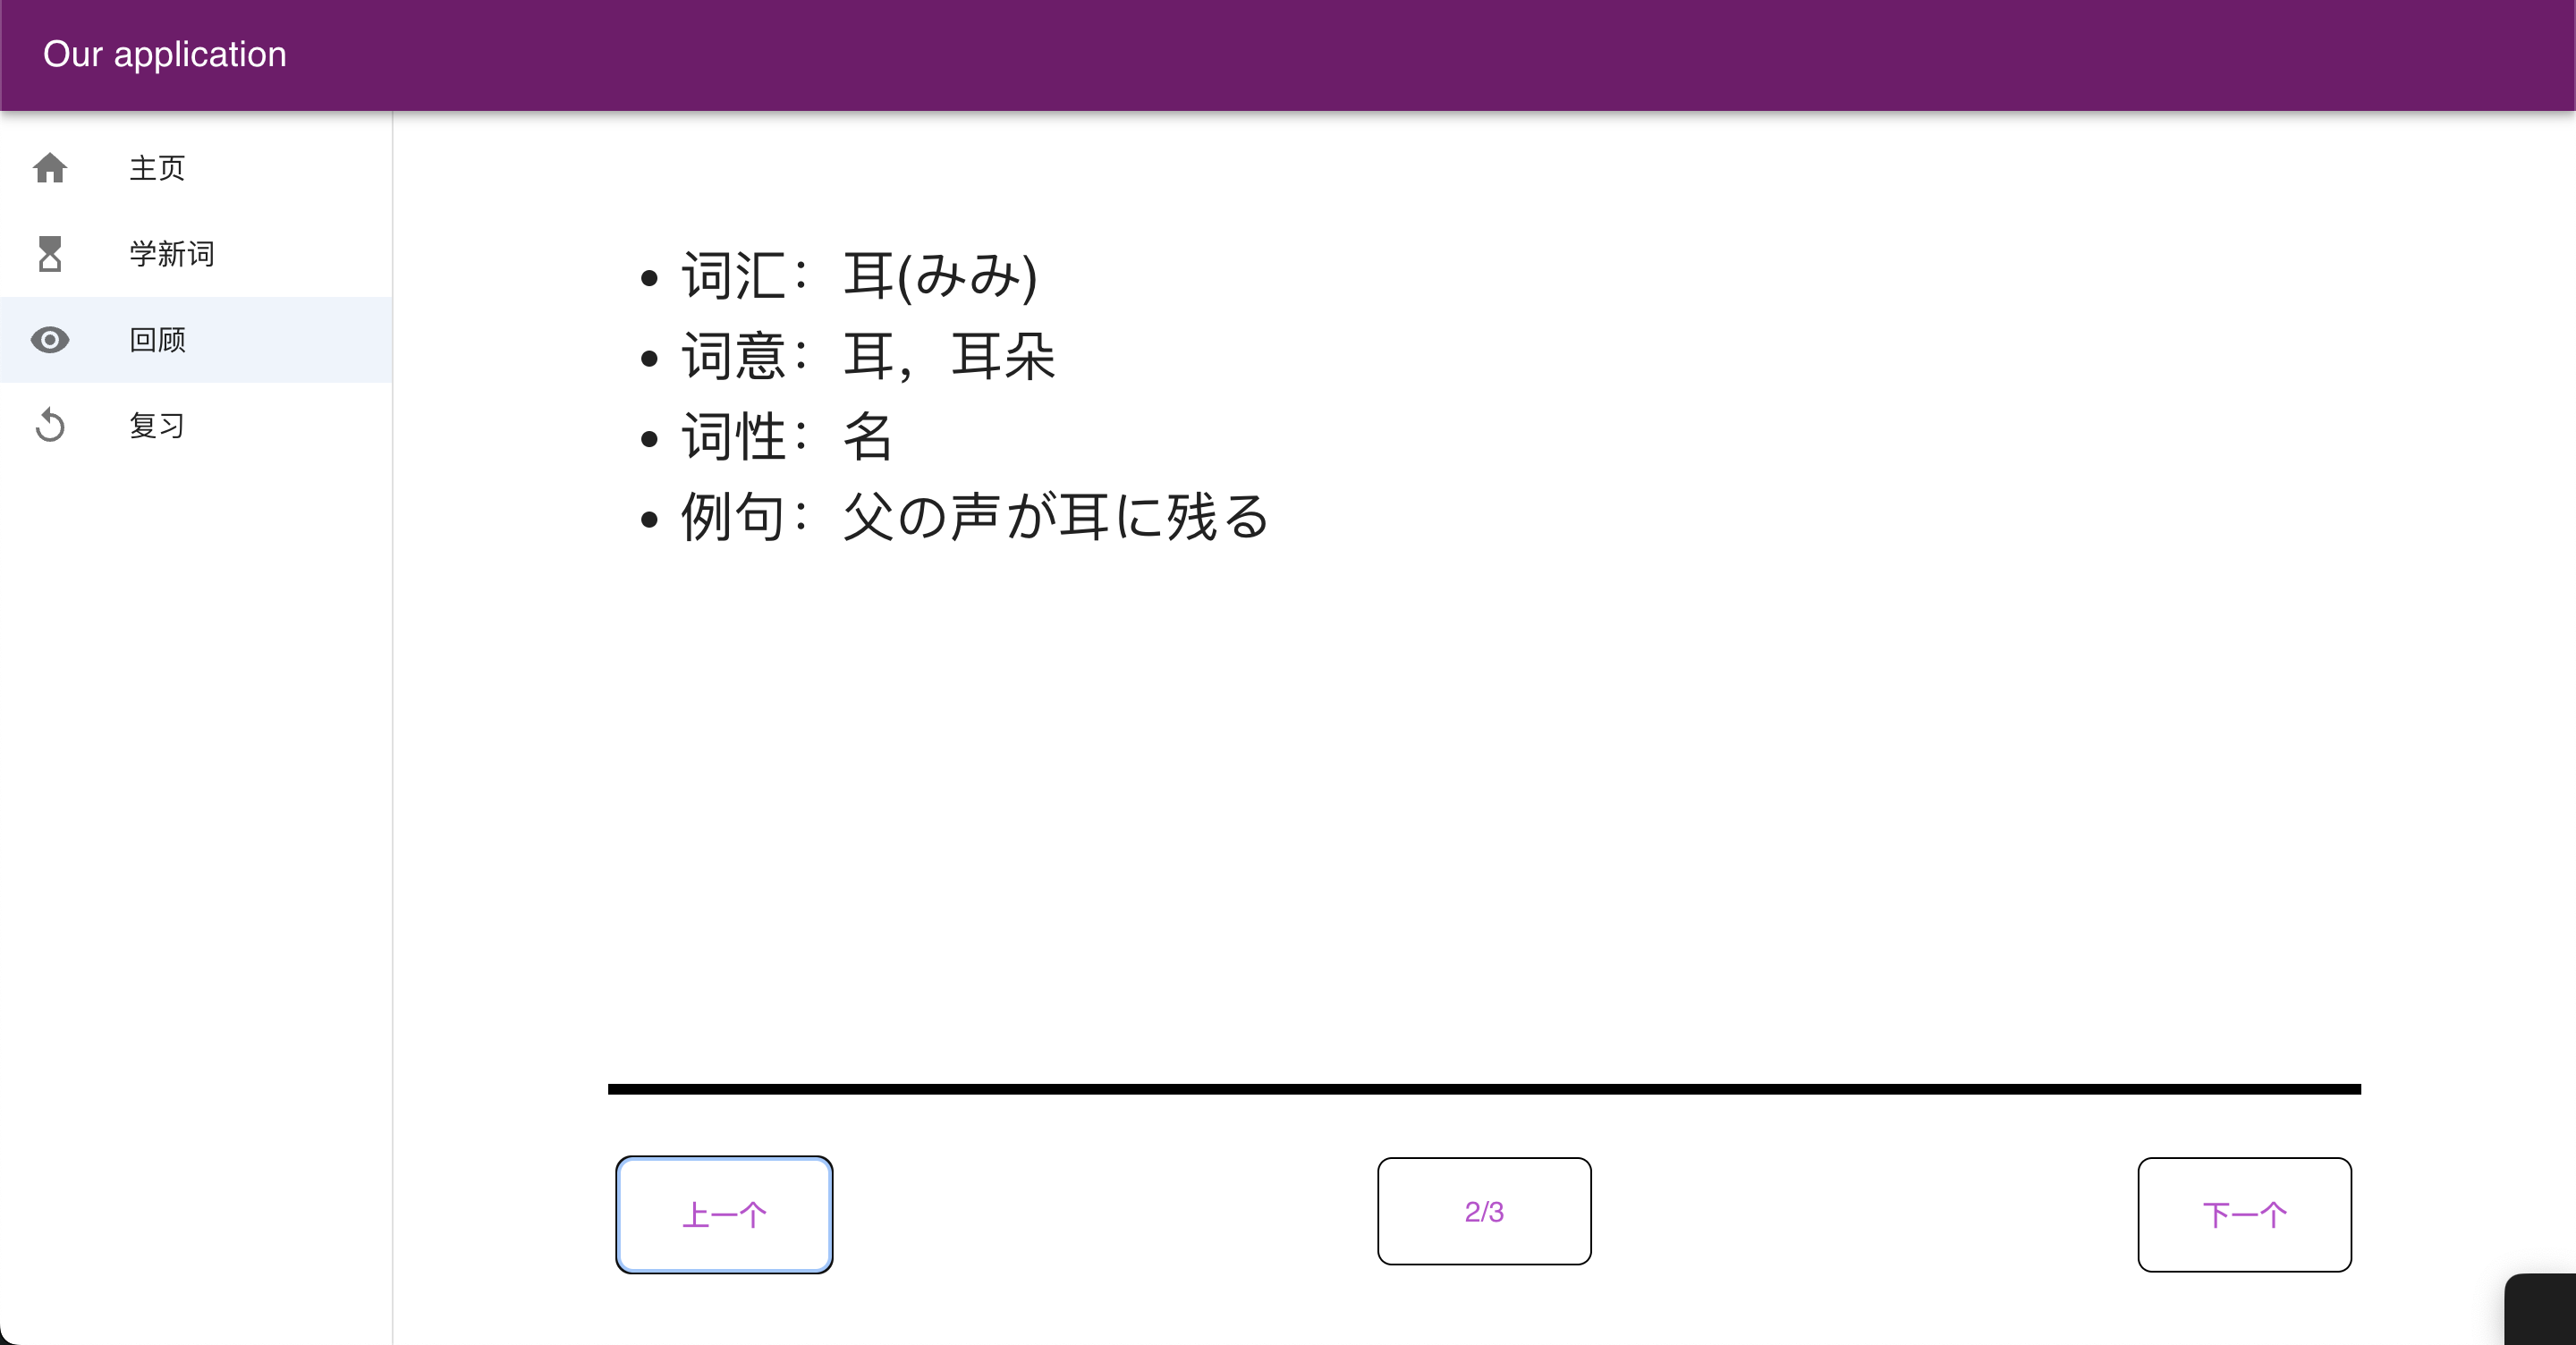 Our application
主页
学新词
回顾
复习
词汇：耳(みみ)
词意：耳，耳朵
词性：名
例句：父の声が耳に残る
上一个
2/3
下一个